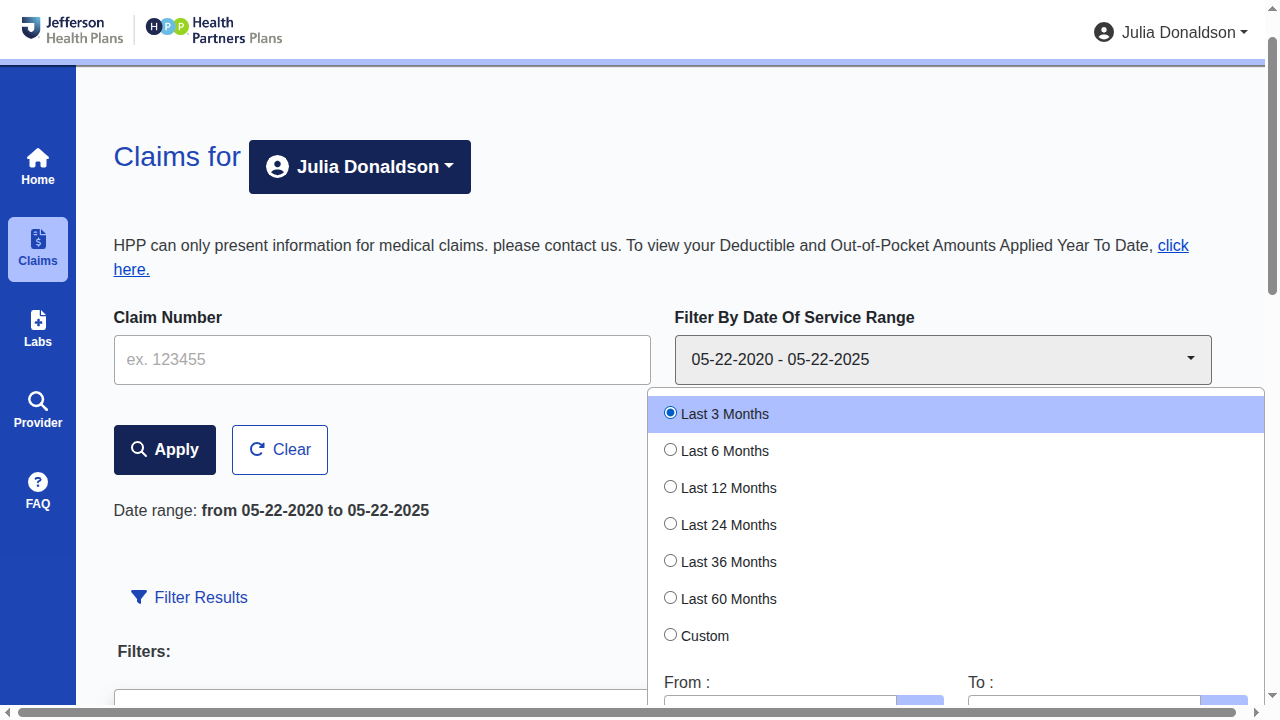 Jefferson
Health Plans
HPP
Health
Partners Plans
Julia Donaldson
Home
Claims
Labs
Provider
FAQ
Claims for
Julia Donaldson
HPP can only present information for medical claims. please contact us. To view your Deductible and Out-of-Pocket Amounts Applied Year To Date, click
here.
Claim Number
ex. 123455
Filter By Date Of Service Range
05-22-2020 - 05-22-2025
Last 3 Months
Last 6 Months
Last 12 Months
Last 24 Months
Last 36 Months
Last 60 Months
Custom
From :
To :
Apply
Clear
Date range: from 05-22-2020 to 05-22-2025
Filter Results
Filters: